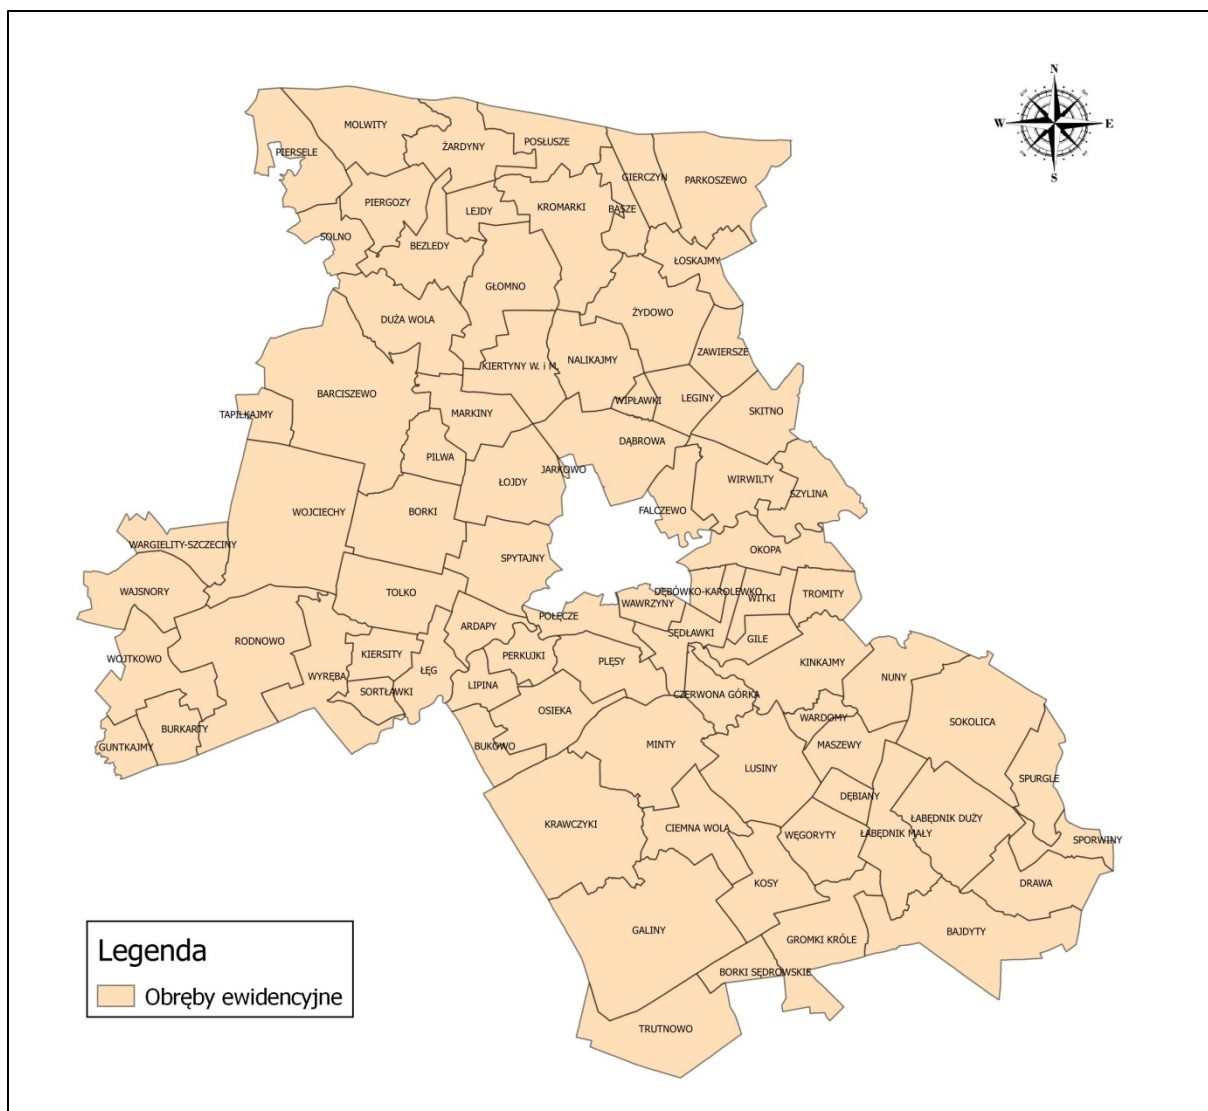 N
W
E
S
MOLWITY
ŻARDYNY
POSŁUSZE
PIERSELE
GIERCZYN
PARKOSZEWO
PIERGOZY
LEJDY
KROMARKI
BĄSZE
SOLNO
BEZLEDY
ŁOSKAJMY
GŁOMNO
DUŻA WOLA
ŻYDOWO
ZAWIERSZE
KIERTYNY W. i M.
NALIKAJMY
BARCISZEWO
WIPŁAWKI
LEGINY
TAPILKAJMY
MARKINY
SKITNO
DĄBROWA
PILWA
JARKOWO
ŁOJDY
WIRWILTY
SZYLINA
WOJCIECHY
BORKI
FALCZEWO
WARGIELITY-SZCZECINY
SPYTAJNY
OKOPA
WAJSNORY
TOLKO
DĘBÓWKO-KAROLEWKO
WITKI
TROMITY
WAWRZYNY
POŁĘCZE
ARDAPY
SĘDŁAWKI
GILE
RODNOWO
WOJTKOWO
KIERSITY
PERKUJKI
PLĘSY
KINKAJMY
ŁĘG
WYRĘBA
NUNY
LIPINA
SORTŁAWKI
CZERWONA GÓRKA
OSIEKA
WARDOMY
SOKOLICA
BURKARTY
GUNTKAJMY
BUKOWO
MINTY
MASZEWY
LUSINY
SPURGLE
DĘBIANY
KRAWCZYKI
CIEMNA WOLA
WĘGORYTY
ŁABĘDNIK MAŁY
ŁABĘDNIK DUŻY
SPORWINY
KOSY
DRAWA
GALINY
GROMKI KRÓLE
BAJDYTY
BORKI SĘDROWSKIE
TRUTNOWO
Legenda
Obręby ewidencyjne